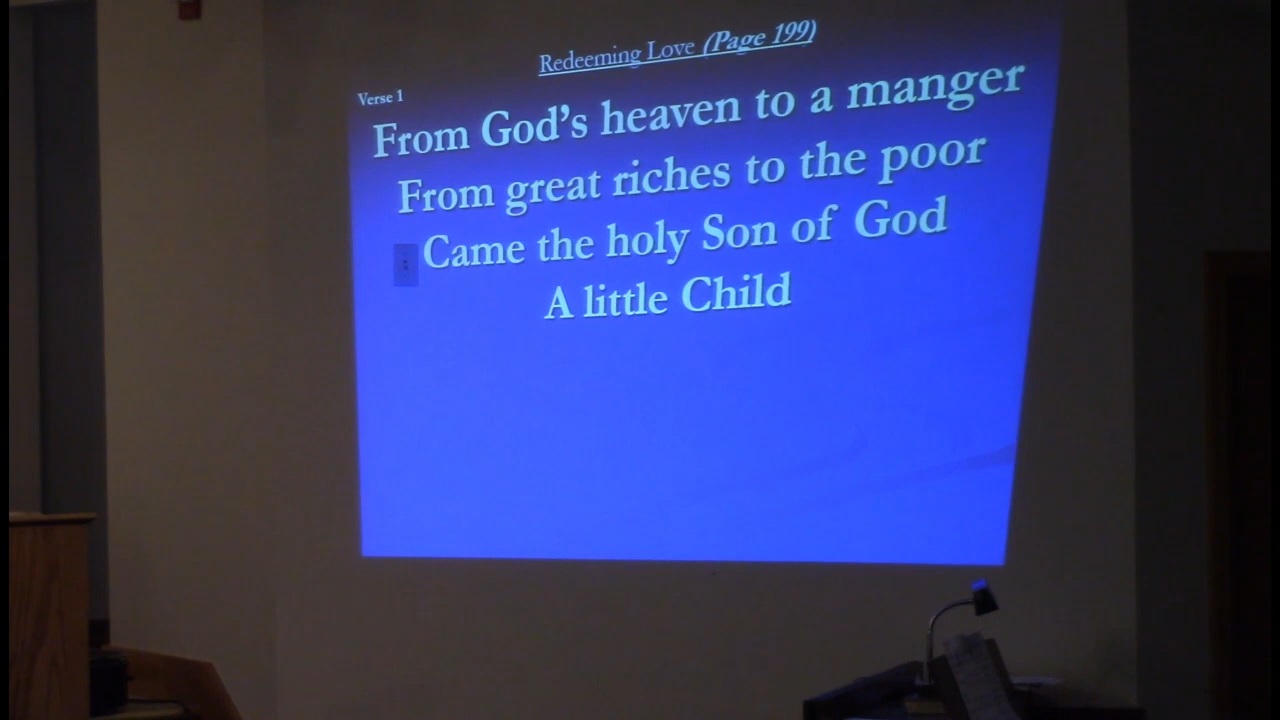 Redeeming Love (Page 199)
Verse 1
From God's heaven to a manger
From great riches to the poor
Came the holy Son of God
A little Child